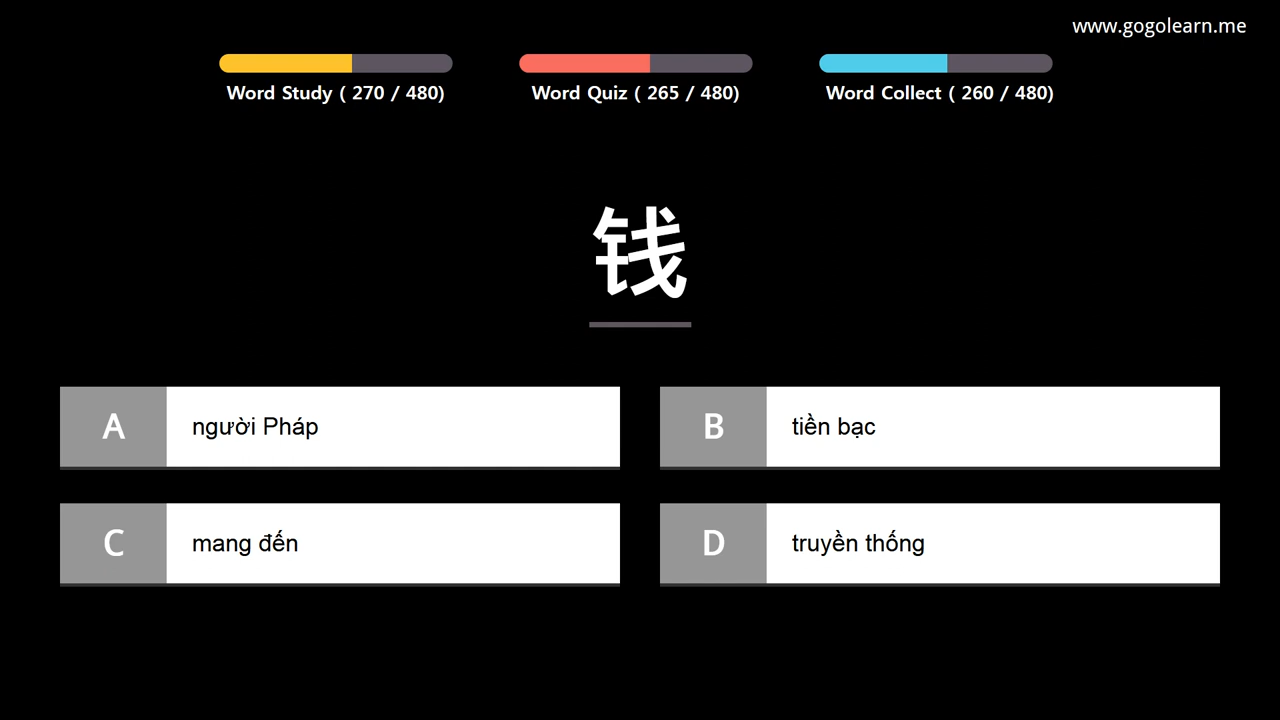 www.gogolearn.me
Word Study ( 270 / 480)
Word Quiz ( 265 / 480)
Word Collect ( 260 / 480)
钱
A
người Pháp
B
tiền bạc
C
mang đến
D
truyền thống